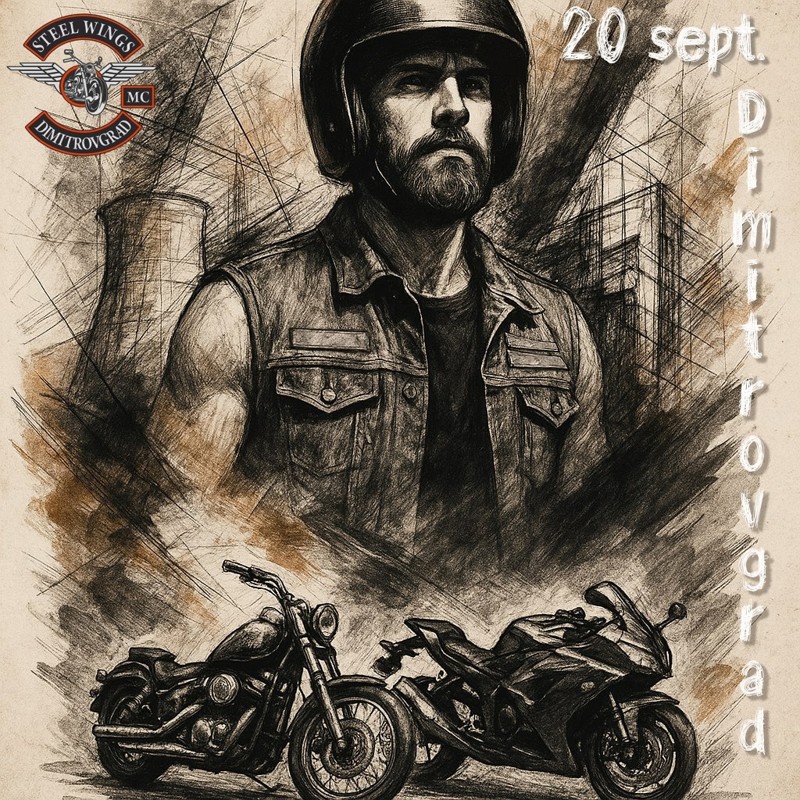 STEEL WINGS
MC
DIMITROVGRAD
20 sept.
Dimitrovgrad